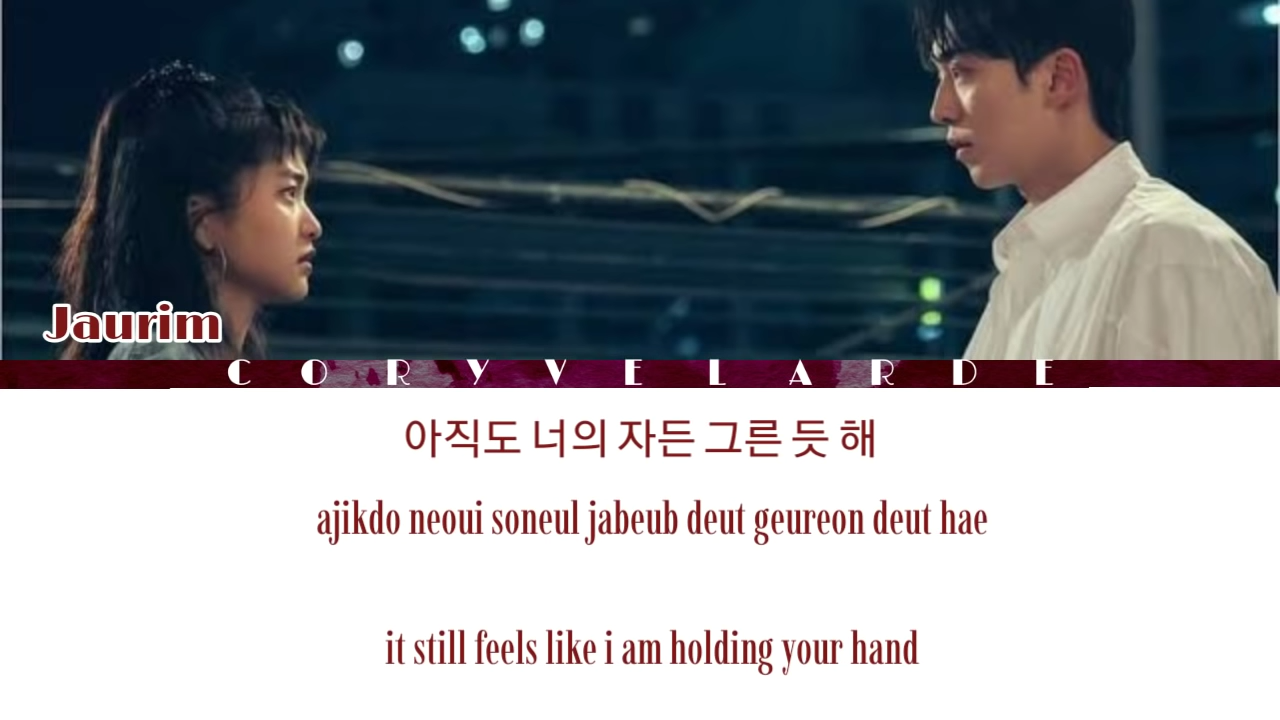 Jaurim
CORYVELARDE
아직도 너의 자든 그른 듯 해
ajikdo neoui soneul jabeub deut geureon deut hae
it still feels like i am holding your hand